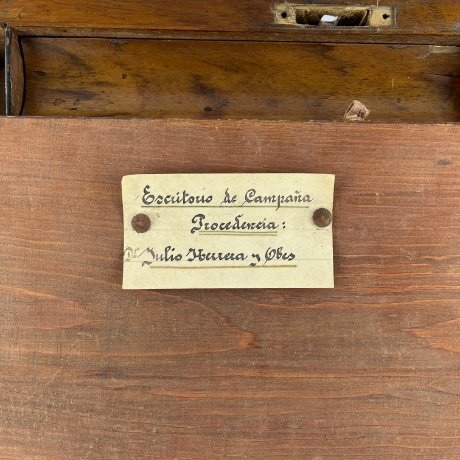 Escritorio de Campaña
Procedencia:
Dr Julio Herrera y Obes